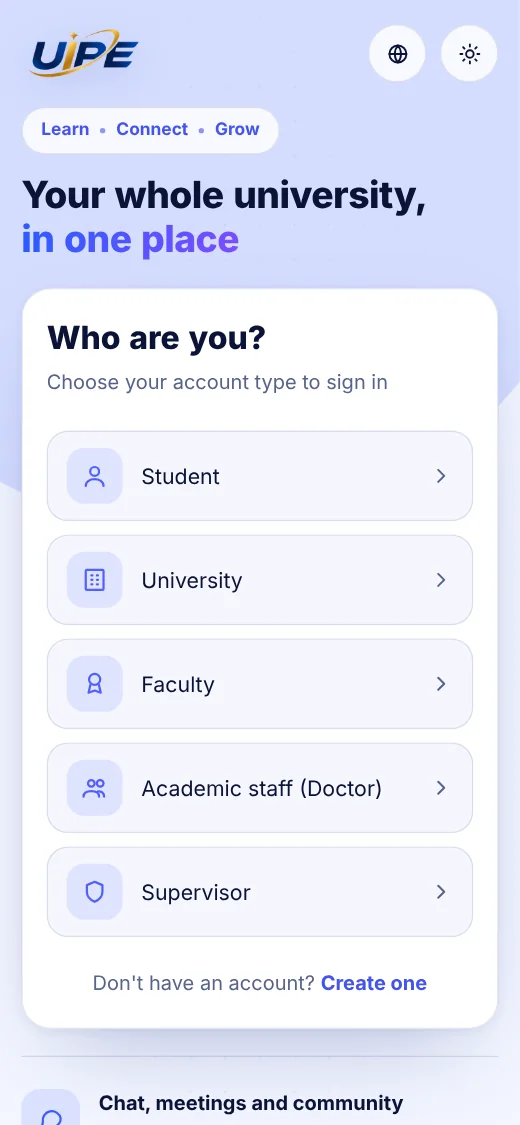 UIPE
Learn • Connect • Grow
Your whole university,
in one place
Who are you?
Choose your account type to sign in
Student
University
Faculty
Academic staff (Doctor)
Supervisor
Don't have an account? Create one
Chat, meetings and community